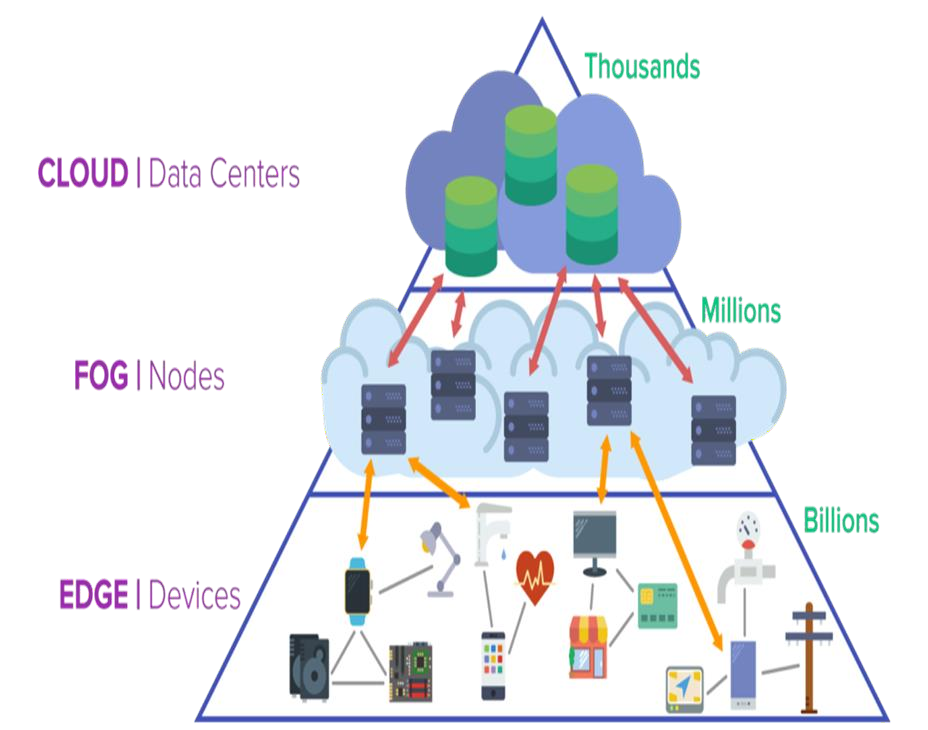 Thousands
CLOUD | Data Centers
Millions
FOG | Nodes
Billions
EDGE | Devices